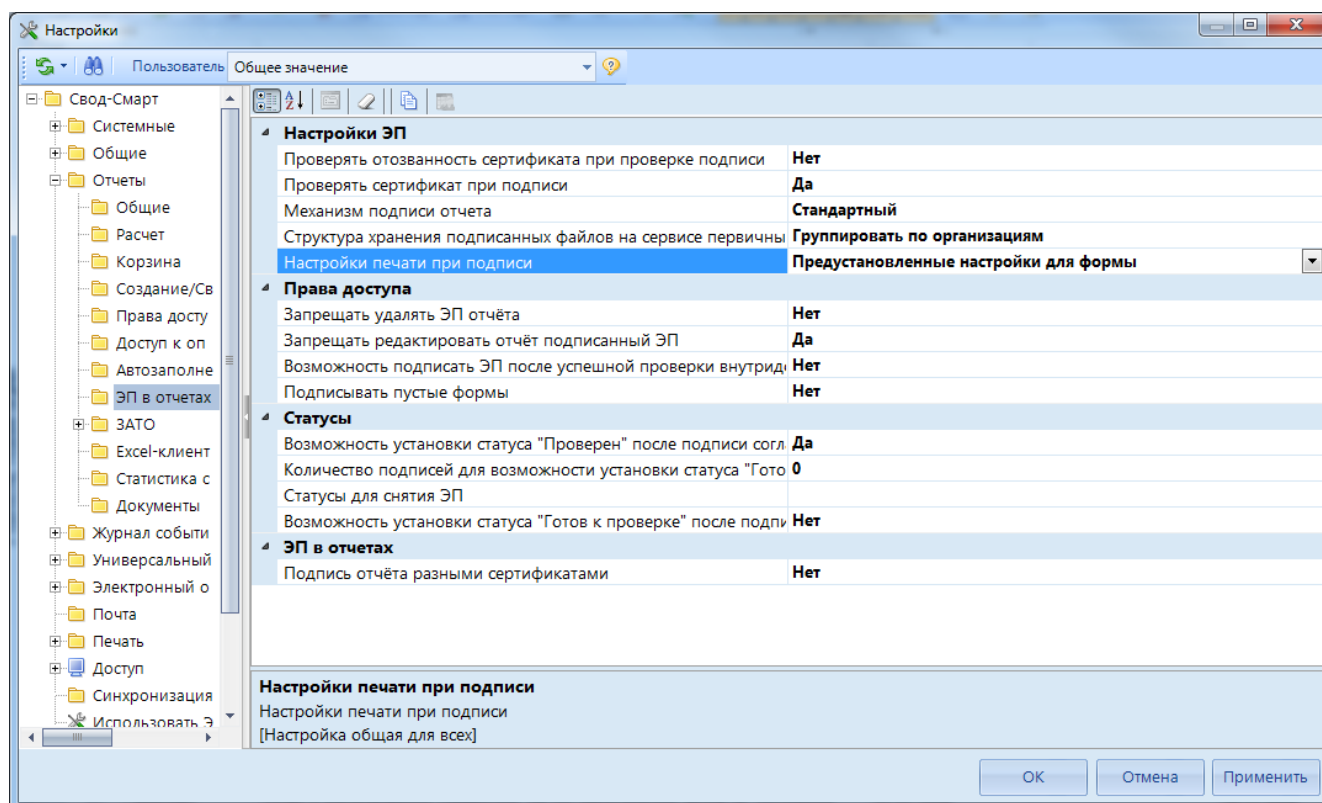 Настройки
Пользователь Общее значение
Свод-Смарт
Системные
Общие
Отчеты
Общие
Расчет
Корзина
Создание/Св
Права досту
Доступ к оп
Автозаполне
ЭП в отчетах
ЗАТО
Excel-клиент
Статистика с
Документы
Журнал событи
Универсальный
Электронный о
Почта
Печать
Доступ
Синхронизация
Использовать Э
Настройки ЭП
Проверять отозванность сертификата при проверке подписи Нет
Проверять сертификат при подписи Да
Механизм подписи отчета Стандартный
Структура хранения подписанных файлов на сервисе первичны Группировать по организациям
Настройки печати при подписи Предустановленные настройки для формы
Права доступа
Запрещать удалять ЭП отчёта Нет
Запрещать редактировать отчёт подписанный ЭП Да
Возможность подписать ЭП после успешной проверки внутрид Нет
Подписывать пустые формы Нет
Статусы
Возможность установки статуса "Проверен" после подписи согл Да
Количество подписей для возможности установки статуса "Гото 0
Статусы для снятия ЭП
Возможность установки статуса "Готов к проверке" после подпи Нет
ЭП в отчетах
Подпись отчёта разными сертификатами Нет
Настройки печати при подписи
Настройки печати при подписи
[Настройка общая для всех]
ОК Отмена Применить